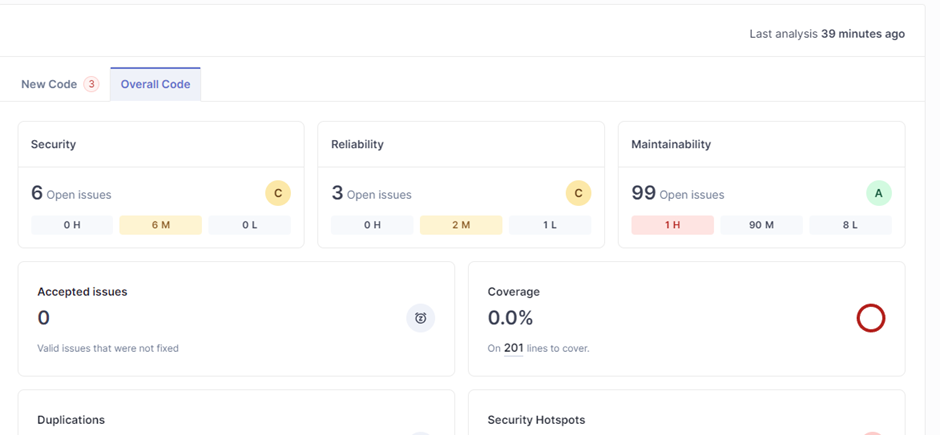 Last analysis 39 minutes ago
New Code 3 Overall Code
Security Reliability Maintainability
6 Open issues C 3 Open issues C 99 Open issues A
0 H 6 M 0 L 0 H 2 M 1 L 1 H 90 M 8 L
Accepted issues Coverage
0 0.0%
Valid issues that were not fixed On 201 lines to cover.
Duplications Security Hotspots